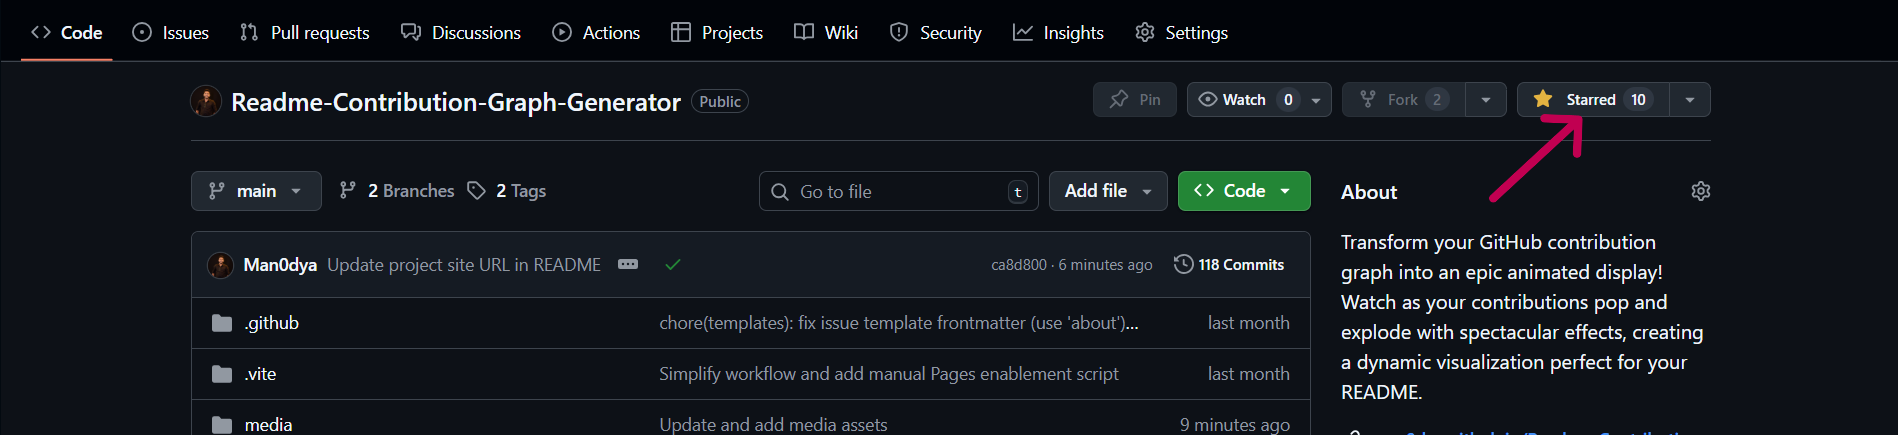 Code Issues Pull requests Discussions Actions Projects Wiki Security Insights Settings
Readme-Contribution-Graph-Generator Public Pin Watch 0 Fork 2 Starred 10
main 2 Branches 2 Tags Go to file t Add file Code
Man0dya Update project site URL in README ca8d800 · 6 minutes ago 118 Commits
.github chore(templates): fix issue template frontmatter (use 'about')... last month
.vite Simplify workflow and add manual Pages enablement script last month
media Update and add media assets 9 minutes ago
About
Transform your GitHub contribution
graph into an epic animated display!
Watch as your contributions pop and
explode with spectacular effects, creating
a dynamic visualization perfect for your
README.